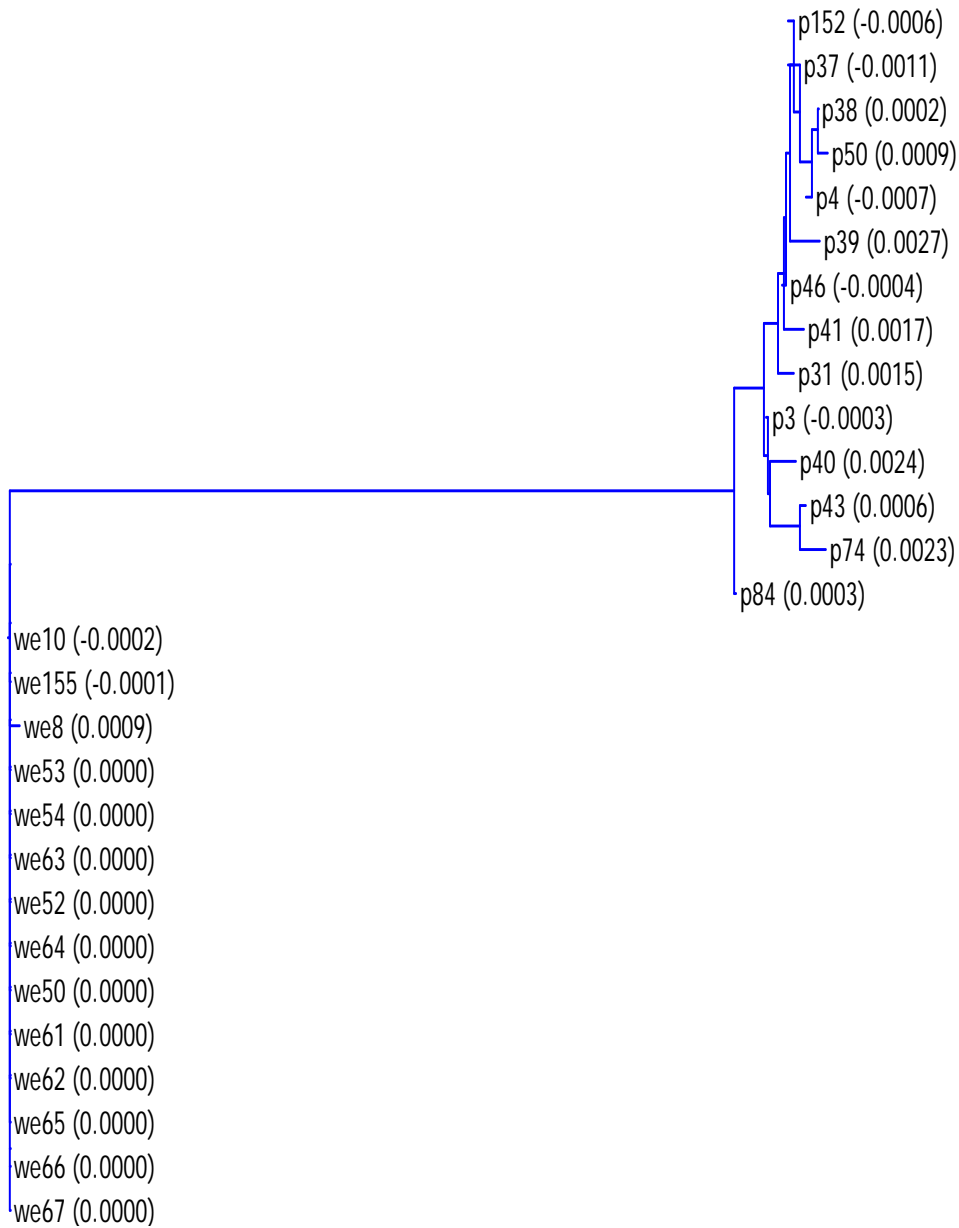 p152 (-0.0006)
p37 (-0.0011)
p38 (0.0002)
p50 (0.0009)
p4 (-0.0007)
p39 (0.0027)
p46 (-0.0004)
p41 (0.0017)
p31 (0.0015)
p3 (-0.0003)
p40 (0.0024)
p43 (0.0006)
p74 (0.0023)
p84 (0.0003)
we10 (-0.0002)
we155 (-0.0001)
we8 (0.0009)
we53 (0.0000)
we54 (0.0000)
we63 (0.0000)
we52 (0.0000)
we64 (0.0000)
we50 (0.0000)
we61 (0.0000)
we62 (0.0000)
we65 (0.0000)
we66 (0.0000)
we67 (0.0000)